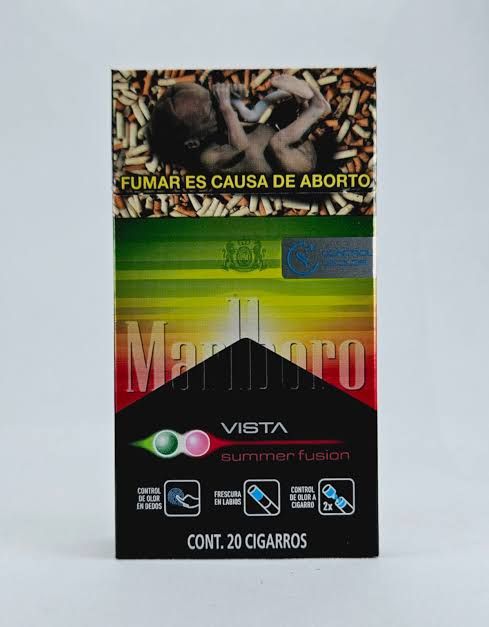 FUMAR ES CAUSA DE ABORTO
Marlboro
VISTA
summer fusion
CONTROL
DE OLOR
EN DEDOS
FRESCURA
EN LABIOS
CONTROL
DE OLOR A
CIGARRO
2x
CONT. 20 CIGARROS